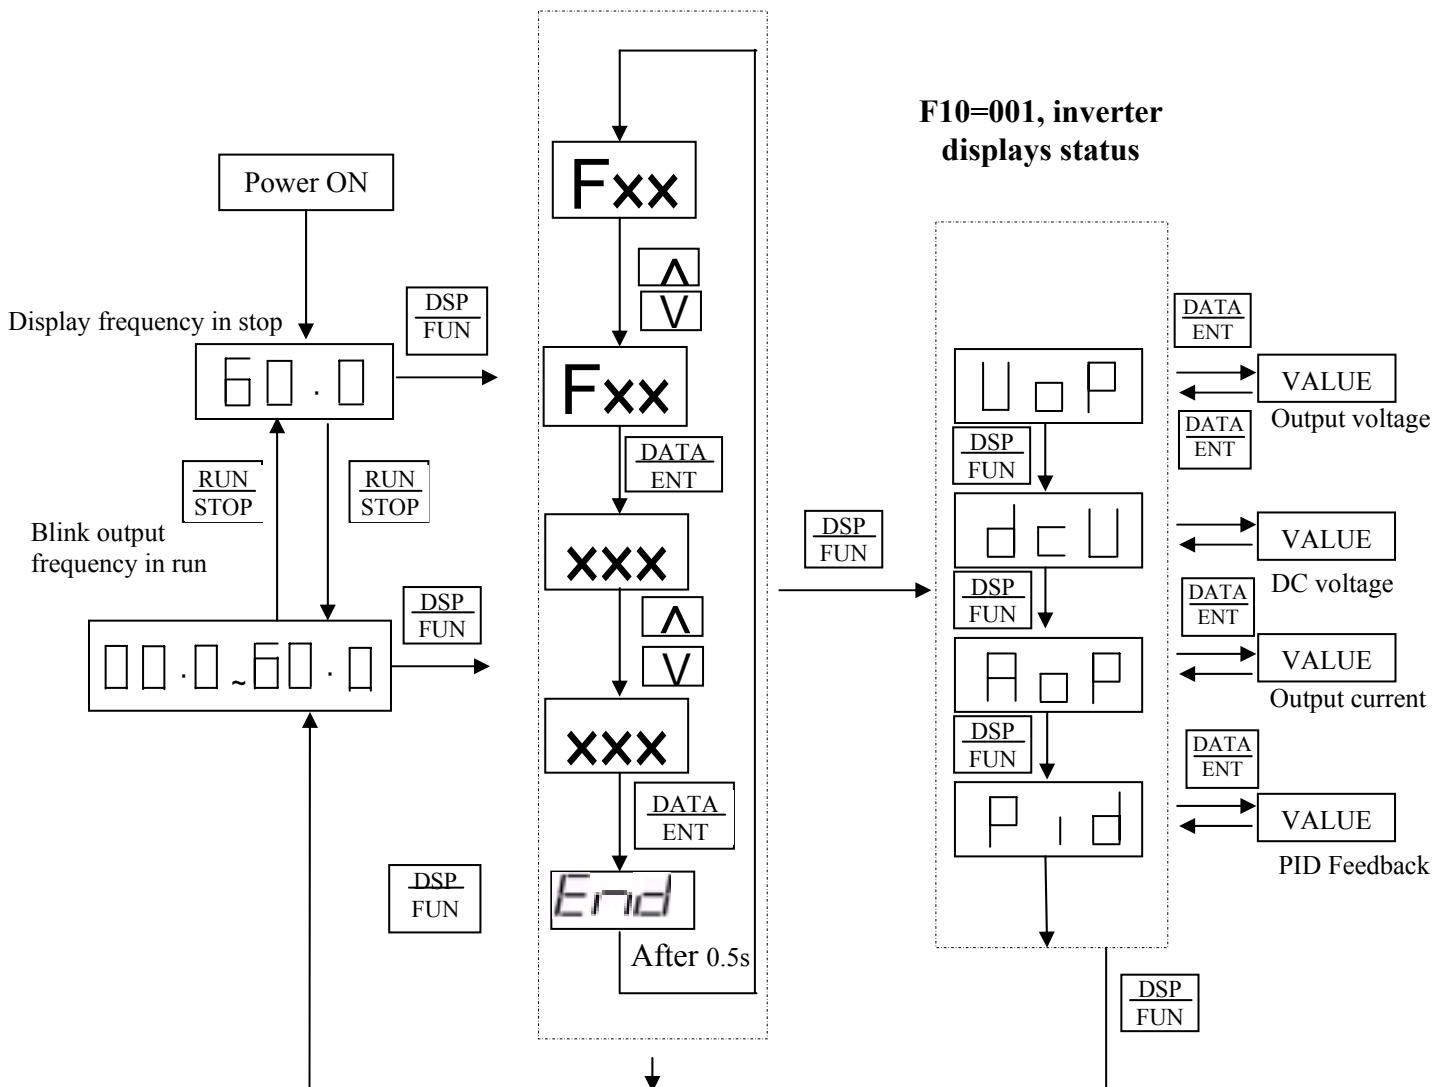 F10=001, inverter
displays status
Power ON
Display frequency in stop
DSP
FUN
60.0
RUN
STOP
RUN
STOP
Blink output
frequency in run
DSP
FUN
00.0~60.0
DSP
FUN
Fxx
Λ
V
Fxx
DATA
ENT
xxx
Λ
V
xxx
DATA
ENT
End
After 0.5s
DSP
FUN
UoP
DATA
ENT
VALUE
Output voltage
DATA
ENT
DSP
FUN
dcU
VALUE
DC voltage
DSP
FUN
DATA
ENT
AoP
VALUE
Output current
DSP
FUN
DATA
ENT
Pid
VALUE
PID Feedback
DSP
FUN